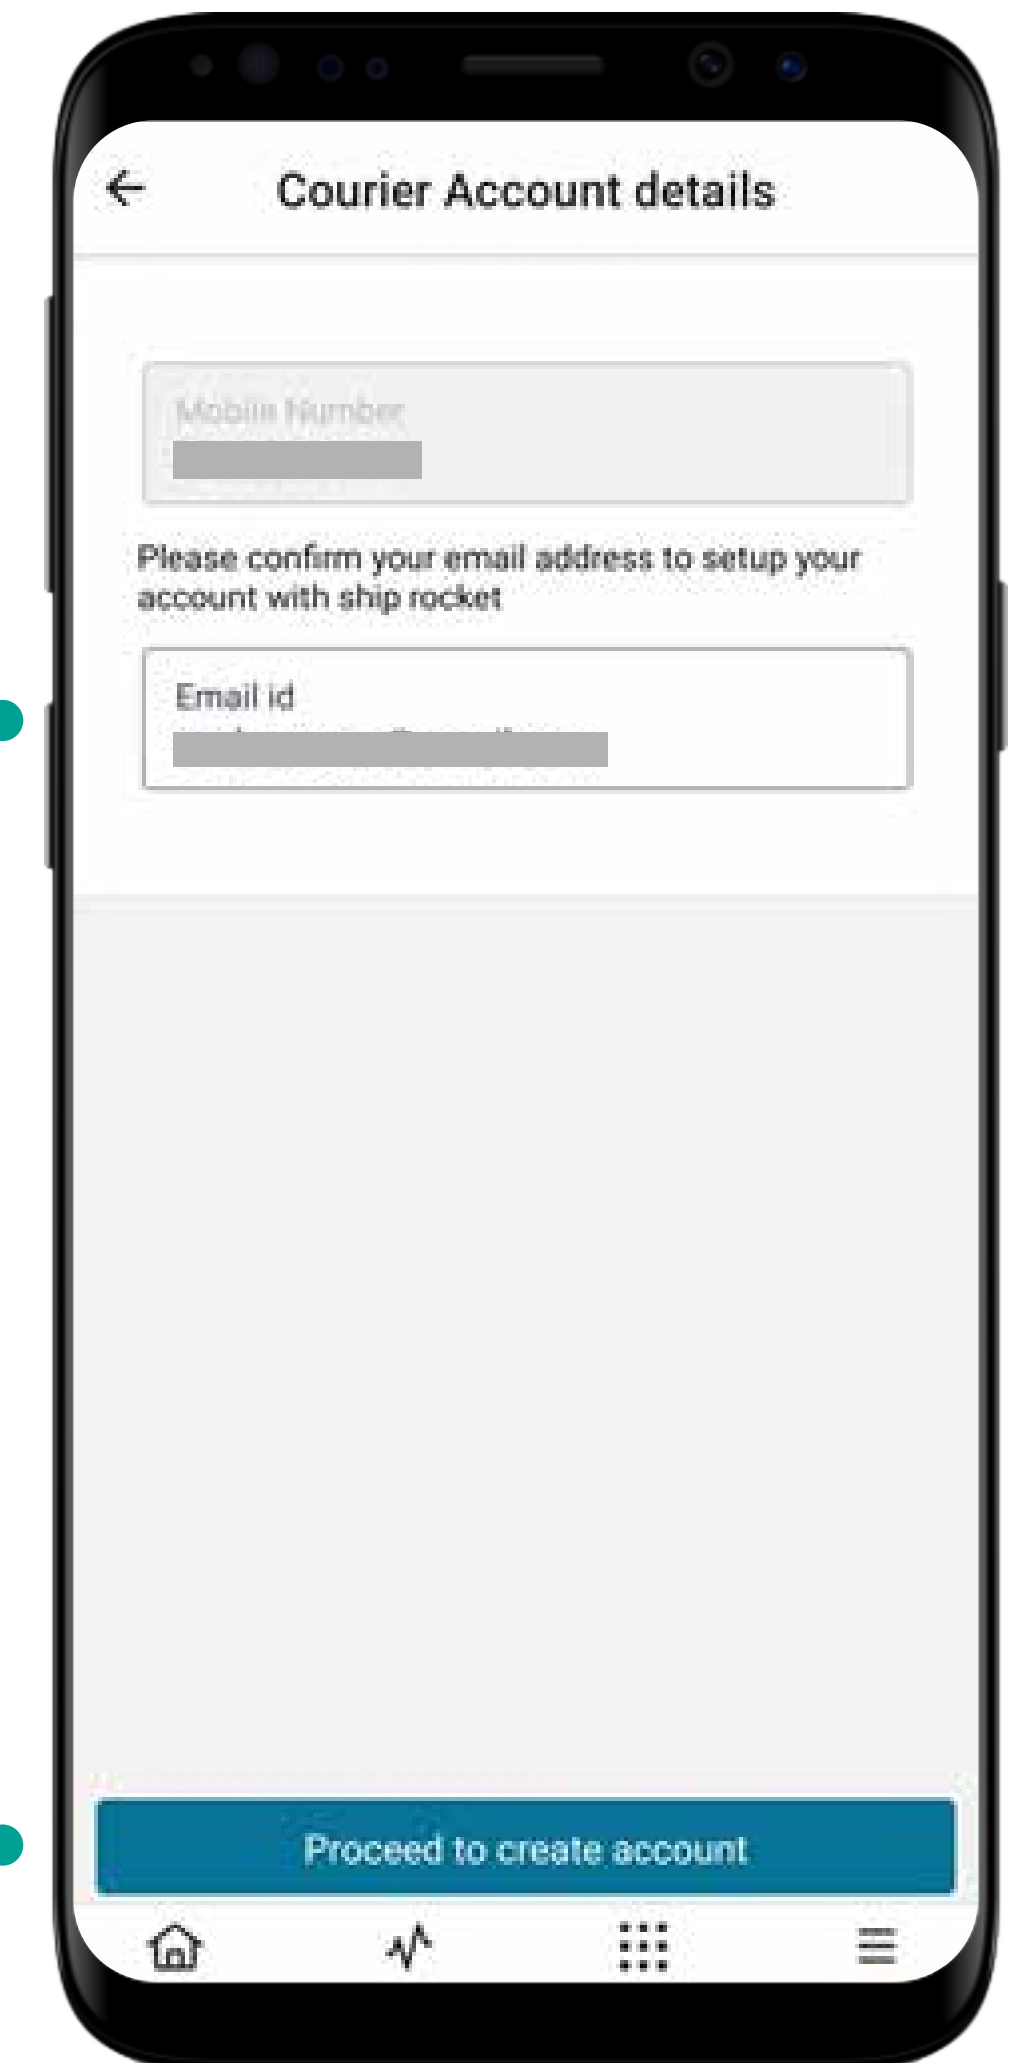 Courier Account details
Mobile Number
Please confirm your email address to setup your
account with ship rocket
Email id
Proceed to create account